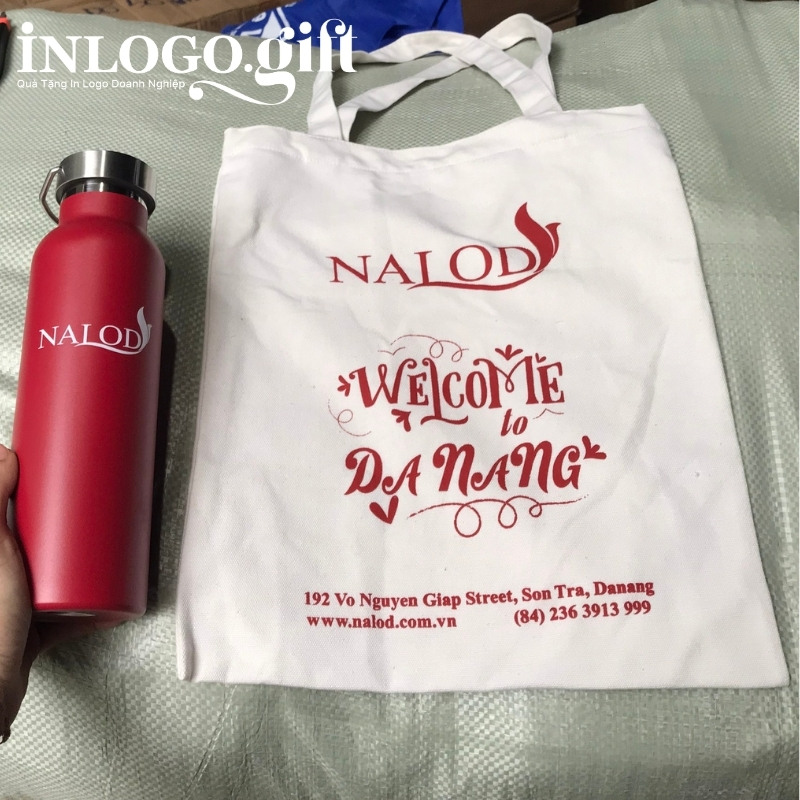 iNLOGO.gift
Quà Tặng In Logo Doanh Nghiệp
NALOD
NALOD
WELCOME
to
DA NANG
192 Vo Nguyen Giap Street, Son Tra, Danang
www.nalod.com.vn (84) 236 3913 999